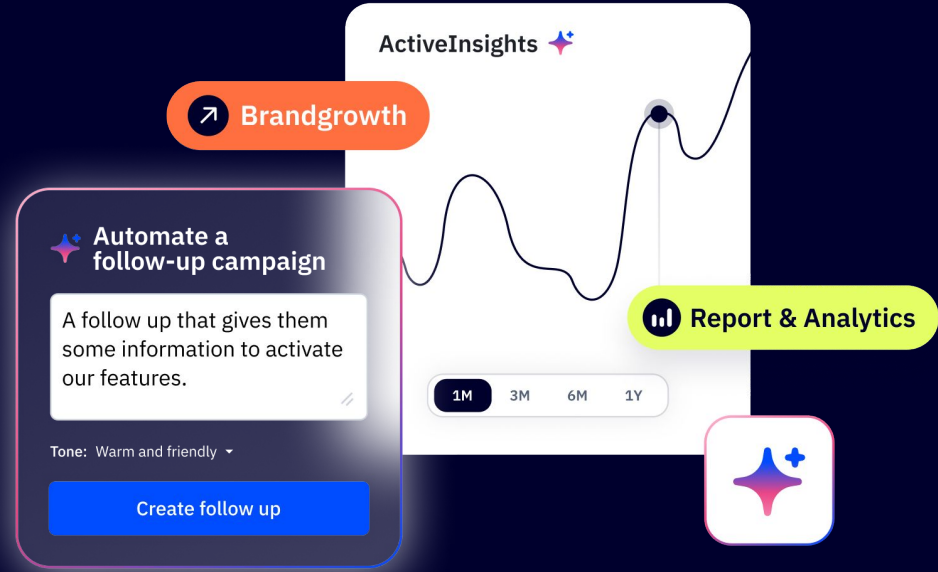 ActiveInsights
Brandgrowth
Automate a
follow-up campaign
A follow up that gives them
some information to activate
our features.
Tone: Warm and friendly
Create follow up
Report & Analytics
1M 3M 6M 1Y